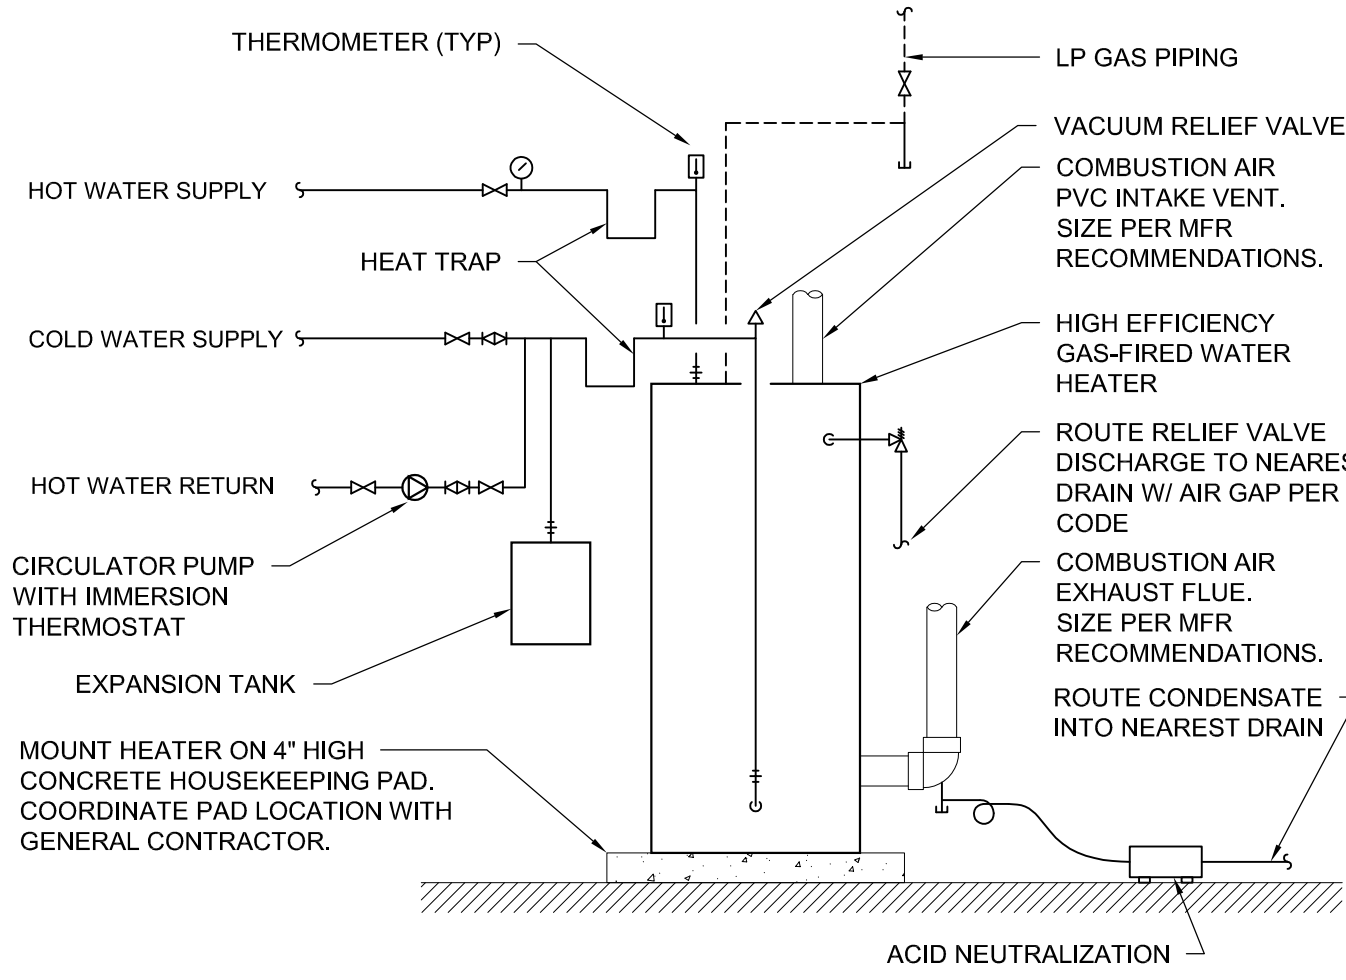 THERMOMETER (TYP)
LP GAS PIPING
VACUUM RELIEF VALVE
HOT WATER SUPPLY
COMBUSTION AIR
PVC INTAKE VENT.
SIZE PER MFR
RECOMMENDATIONS.
HEAT TRAP
COLD WATER SUPPLY
HIGH EFFICIENCY
GAS-FIRED WATER
HEATER
ROUTE RELIEF VALVE
DISCHARGE TO NEARES
DRAIN W/ AIR GAP PER
CODE
HOT WATER RETURN
CIRCULATOR PUMP
WITH IMMERSION
THERMOSTAT
COMBUSTION AIR
EXHAUST FLUE.
SIZE PER MFR
RECOMMENDATIONS.
EXPANSION TANK
ROUTE CONDENSATE
INTO NEAREST DRAIN
MOUNT HEATER ON 4" HIGH
CONCRETE HOUSEKEEPING PAD.
COORDINATE PAD LOCATION WITH
GENERAL CONTRACTOR.
ACID NEUTRALIZATION